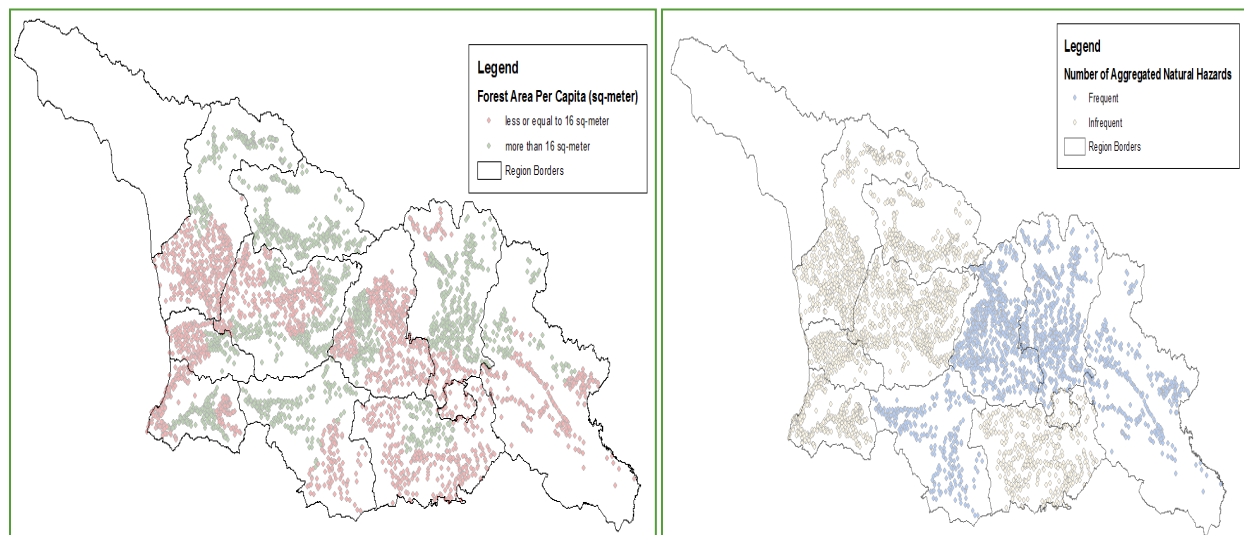 Legend
Forest Area Per Capita (sq-meter)
less or equal to 16 sq-meter
more than 16 sq-meter
Region Borders
Legend
Number of Aggregated Natural Hazards
Frequent
Infrequent
Region Borders